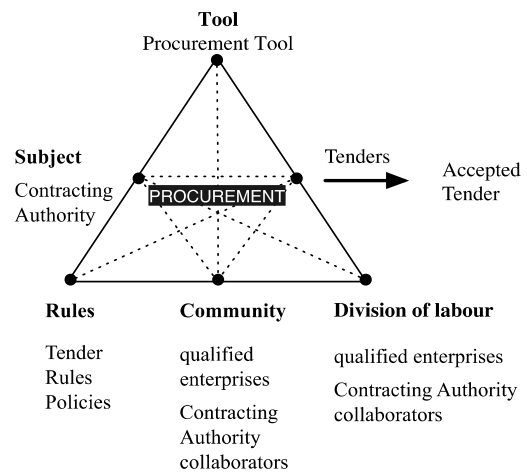 Tool
Procurement Tool
Subject
Contracting
Authority
PROCUREMENT
Tenders
Accepted
Tender
Rules
Tender
Rules
Policies
Community
qualified
enterprises
Contracting
Authority
collaborators
Division of labour
qualified enterprises
Contracting Authority
collaborators